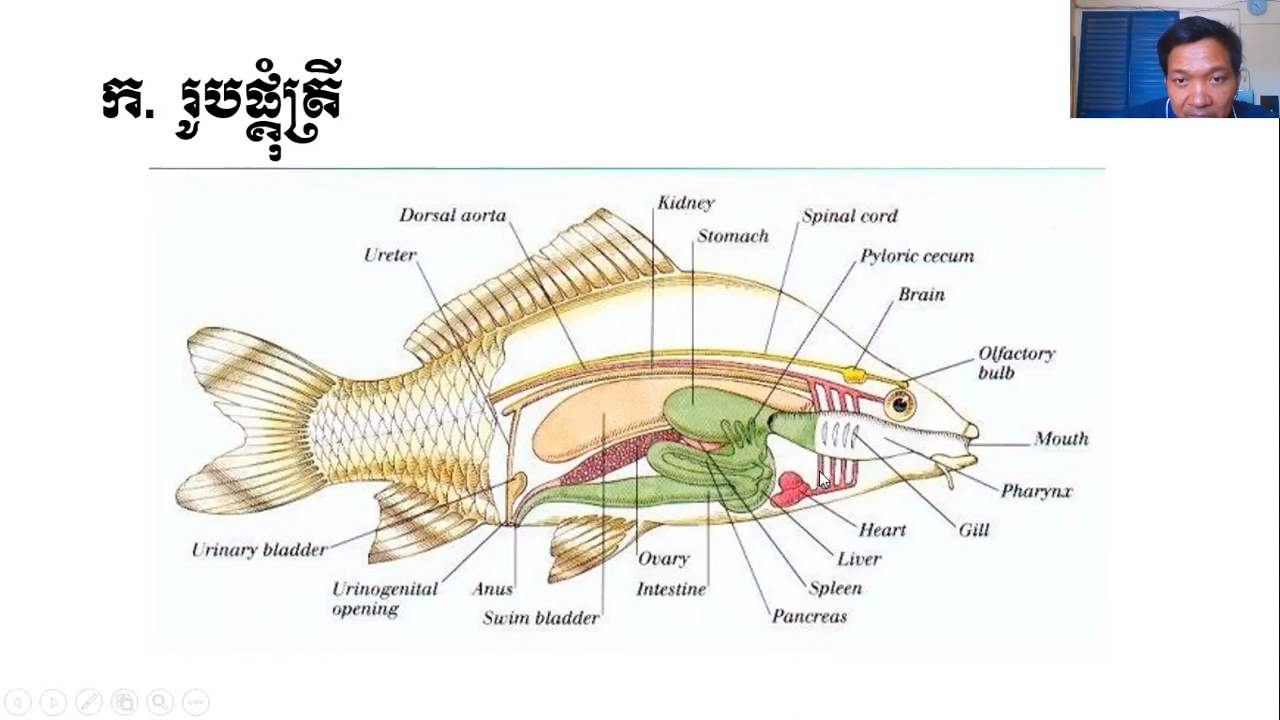 ក. រូបផ្គុំត្រី
Kidney
Dorsal aorta
Spinal cord
Stomach
Ureter
Pyloric cecum
Brain
Olfactory
bulb
Mouth
Pharynx
Heart
Gill
Urinary bladder
Ovary
Liver
Urinogenital
opening
Anus
Intestine
Spleen
Swim bladder
Pancreas